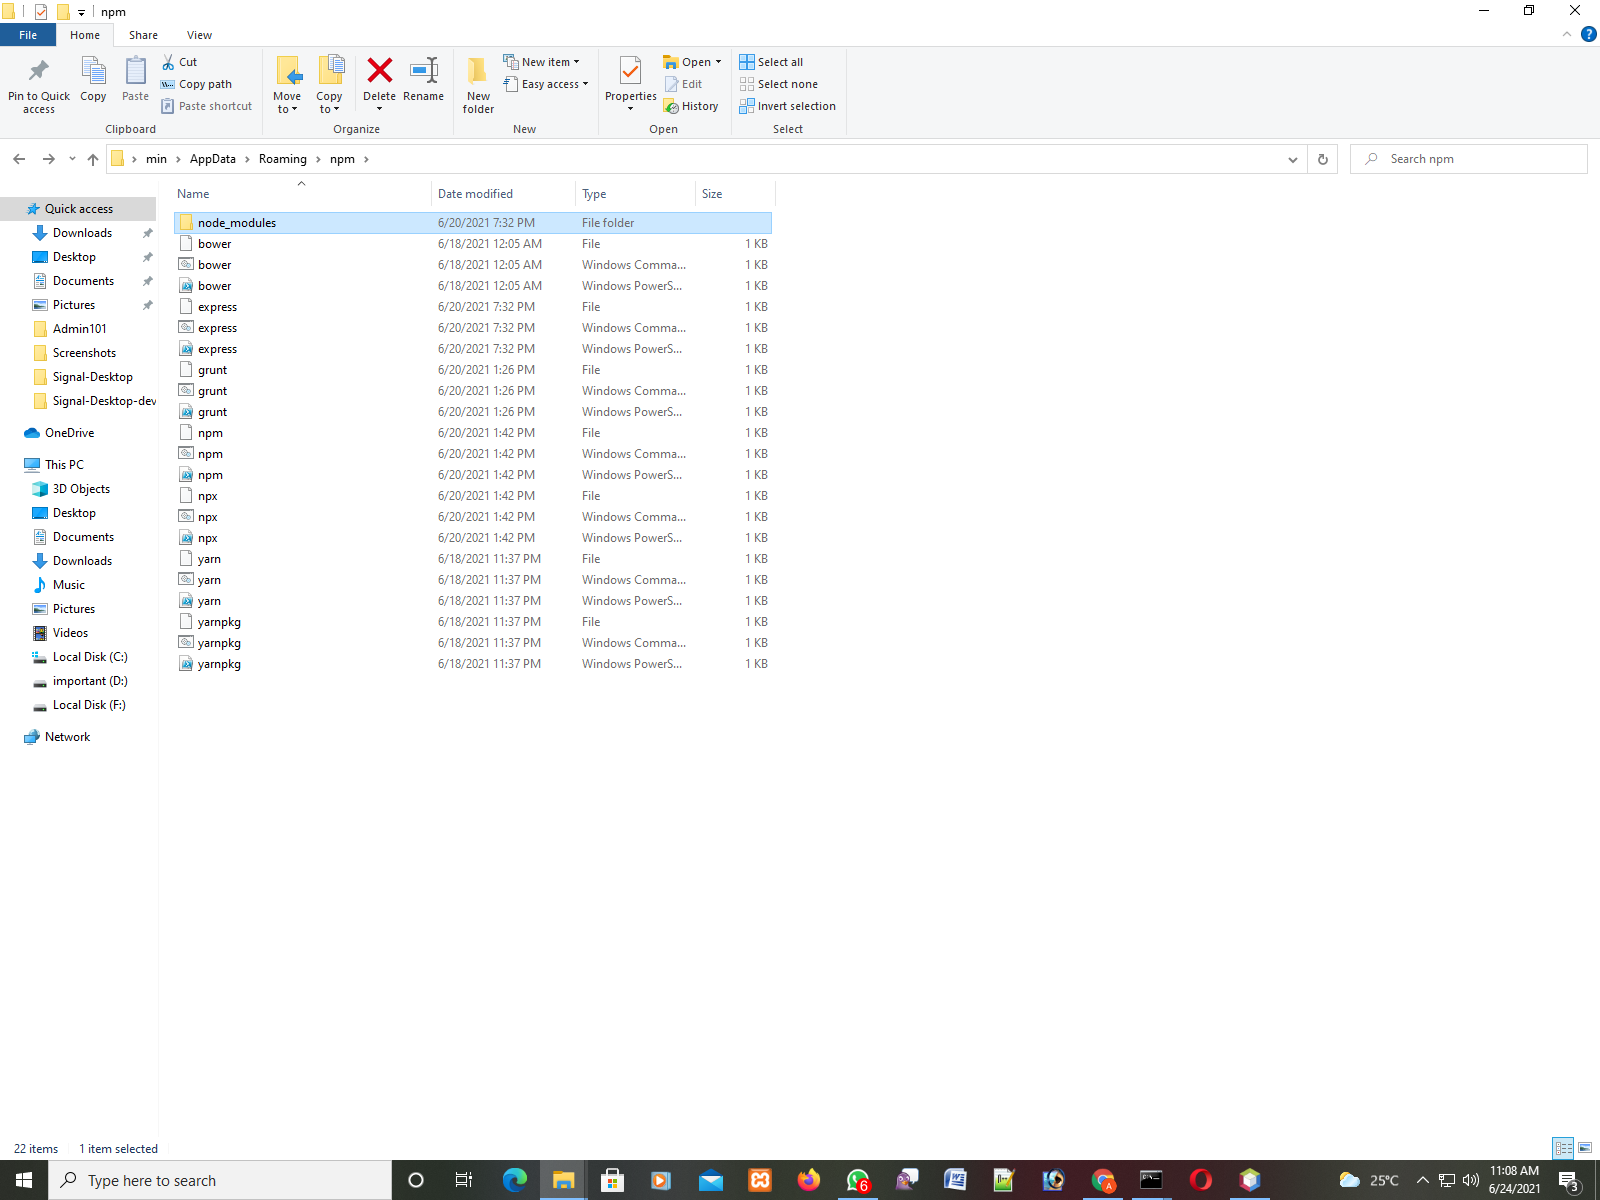 npm
File Home Share View
Pin to Quick access
Copy
Paste
Cut
Copy path
Paste shortcut
Clipboard
Move to
Copy to
Delete
Rename
Organize
New folder
New item
Easy access
New
Properties
Open
Edit
History
Open
Select all
Select none
Invert selection
Select
min AppData Roaming npm
Search npm
Name Date modified Type Size
Quick access
Downloads
Desktop
Documents
Pictures
Admin101
Screenshots
Signal-Desktop
Signal-Desktop-dev
OneDrive
This PC
3D Objects
Desktop
Documents
Downloads
Music
Pictures
Videos
Local Disk (C:)
important (D:)
Local Disk (F:)
Network
node_modules 6/20/2021 7:32 PM File folder
bower 6/18/2021 12:05 AM File 1 KB
bower 6/18/2021 12:05 AM Windows Comma... 1 KB
bower 6/18/2021 12:05 AM Windows PowerS... 1 KB
express 6/20/2021 7:32 PM File 1 KB
express 6/20/2021 7:32 PM Windows Comma... 1 KB
express 6/20/2021 7:32 PM Windows PowerS... 1 KB
grunt 6/20/2021 1:26 PM File 1 KB
grunt 6/20/2021 1:26 PM Windows Comma... 1 KB
grunt 6/20/2021 1:26 PM Windows PowerS... 1 KB
npm 6/20/2021 1:42 PM File 1 KB
npm 6/20/2021 1:42 PM Windows Comma... 1 KB
npm 6/20/2021 1:42 PM Windows PowerS... 1 KB
npx 6/20/2021 1:42 PM File 1 KB
npx 6/20/2021 1:42 PM Windows Comma... 1 KB
npx 6/20/2021 1:42 PM Windows PowerS... 1 KB
yarn 6/18/2021 11:37 PM File 1 KB
yarn 6/18/2021 11:37 PM Windows Comma... 1 KB
yarn 6/18/2021 11:37 PM Windows PowerS... 1 KB
yarnpkg 6/18/2021 11:37 PM File 1 KB
yarnpkg 6/18/2021 11:37 PM Windows Comma... 1 KB
yarnpkg 6/18/2021 11:37 PM Windows PowerS... 1 KB
22 items 1 item selected
Type here to search
6
25°C
11:08 AM
6/24/2021
3